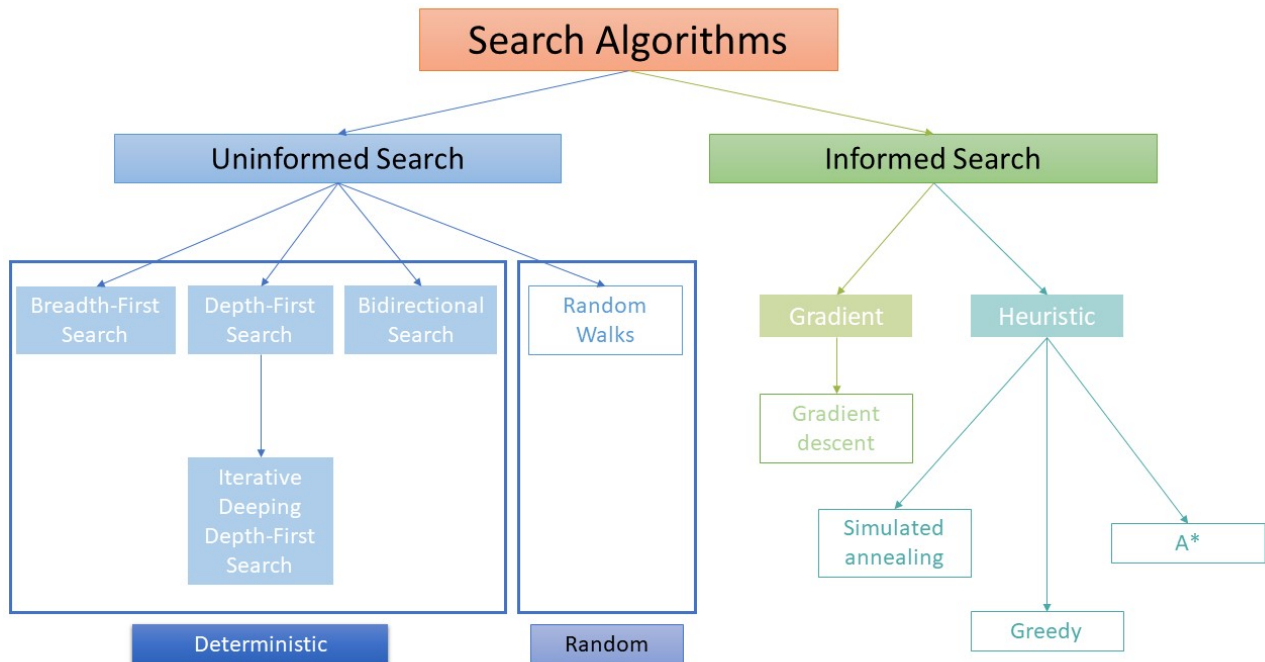 Search Algorithms
Uninformed Search
Informed Search
Breadth-First
Search
Depth-First
Search
Bidirectional
Search
Random
Walks
Gradient
Heuristic
Gradient
descent
Iterative
Deeping
Depth-First
Search
Simulated
annealing
A*
Greedy
Deterministic
Random